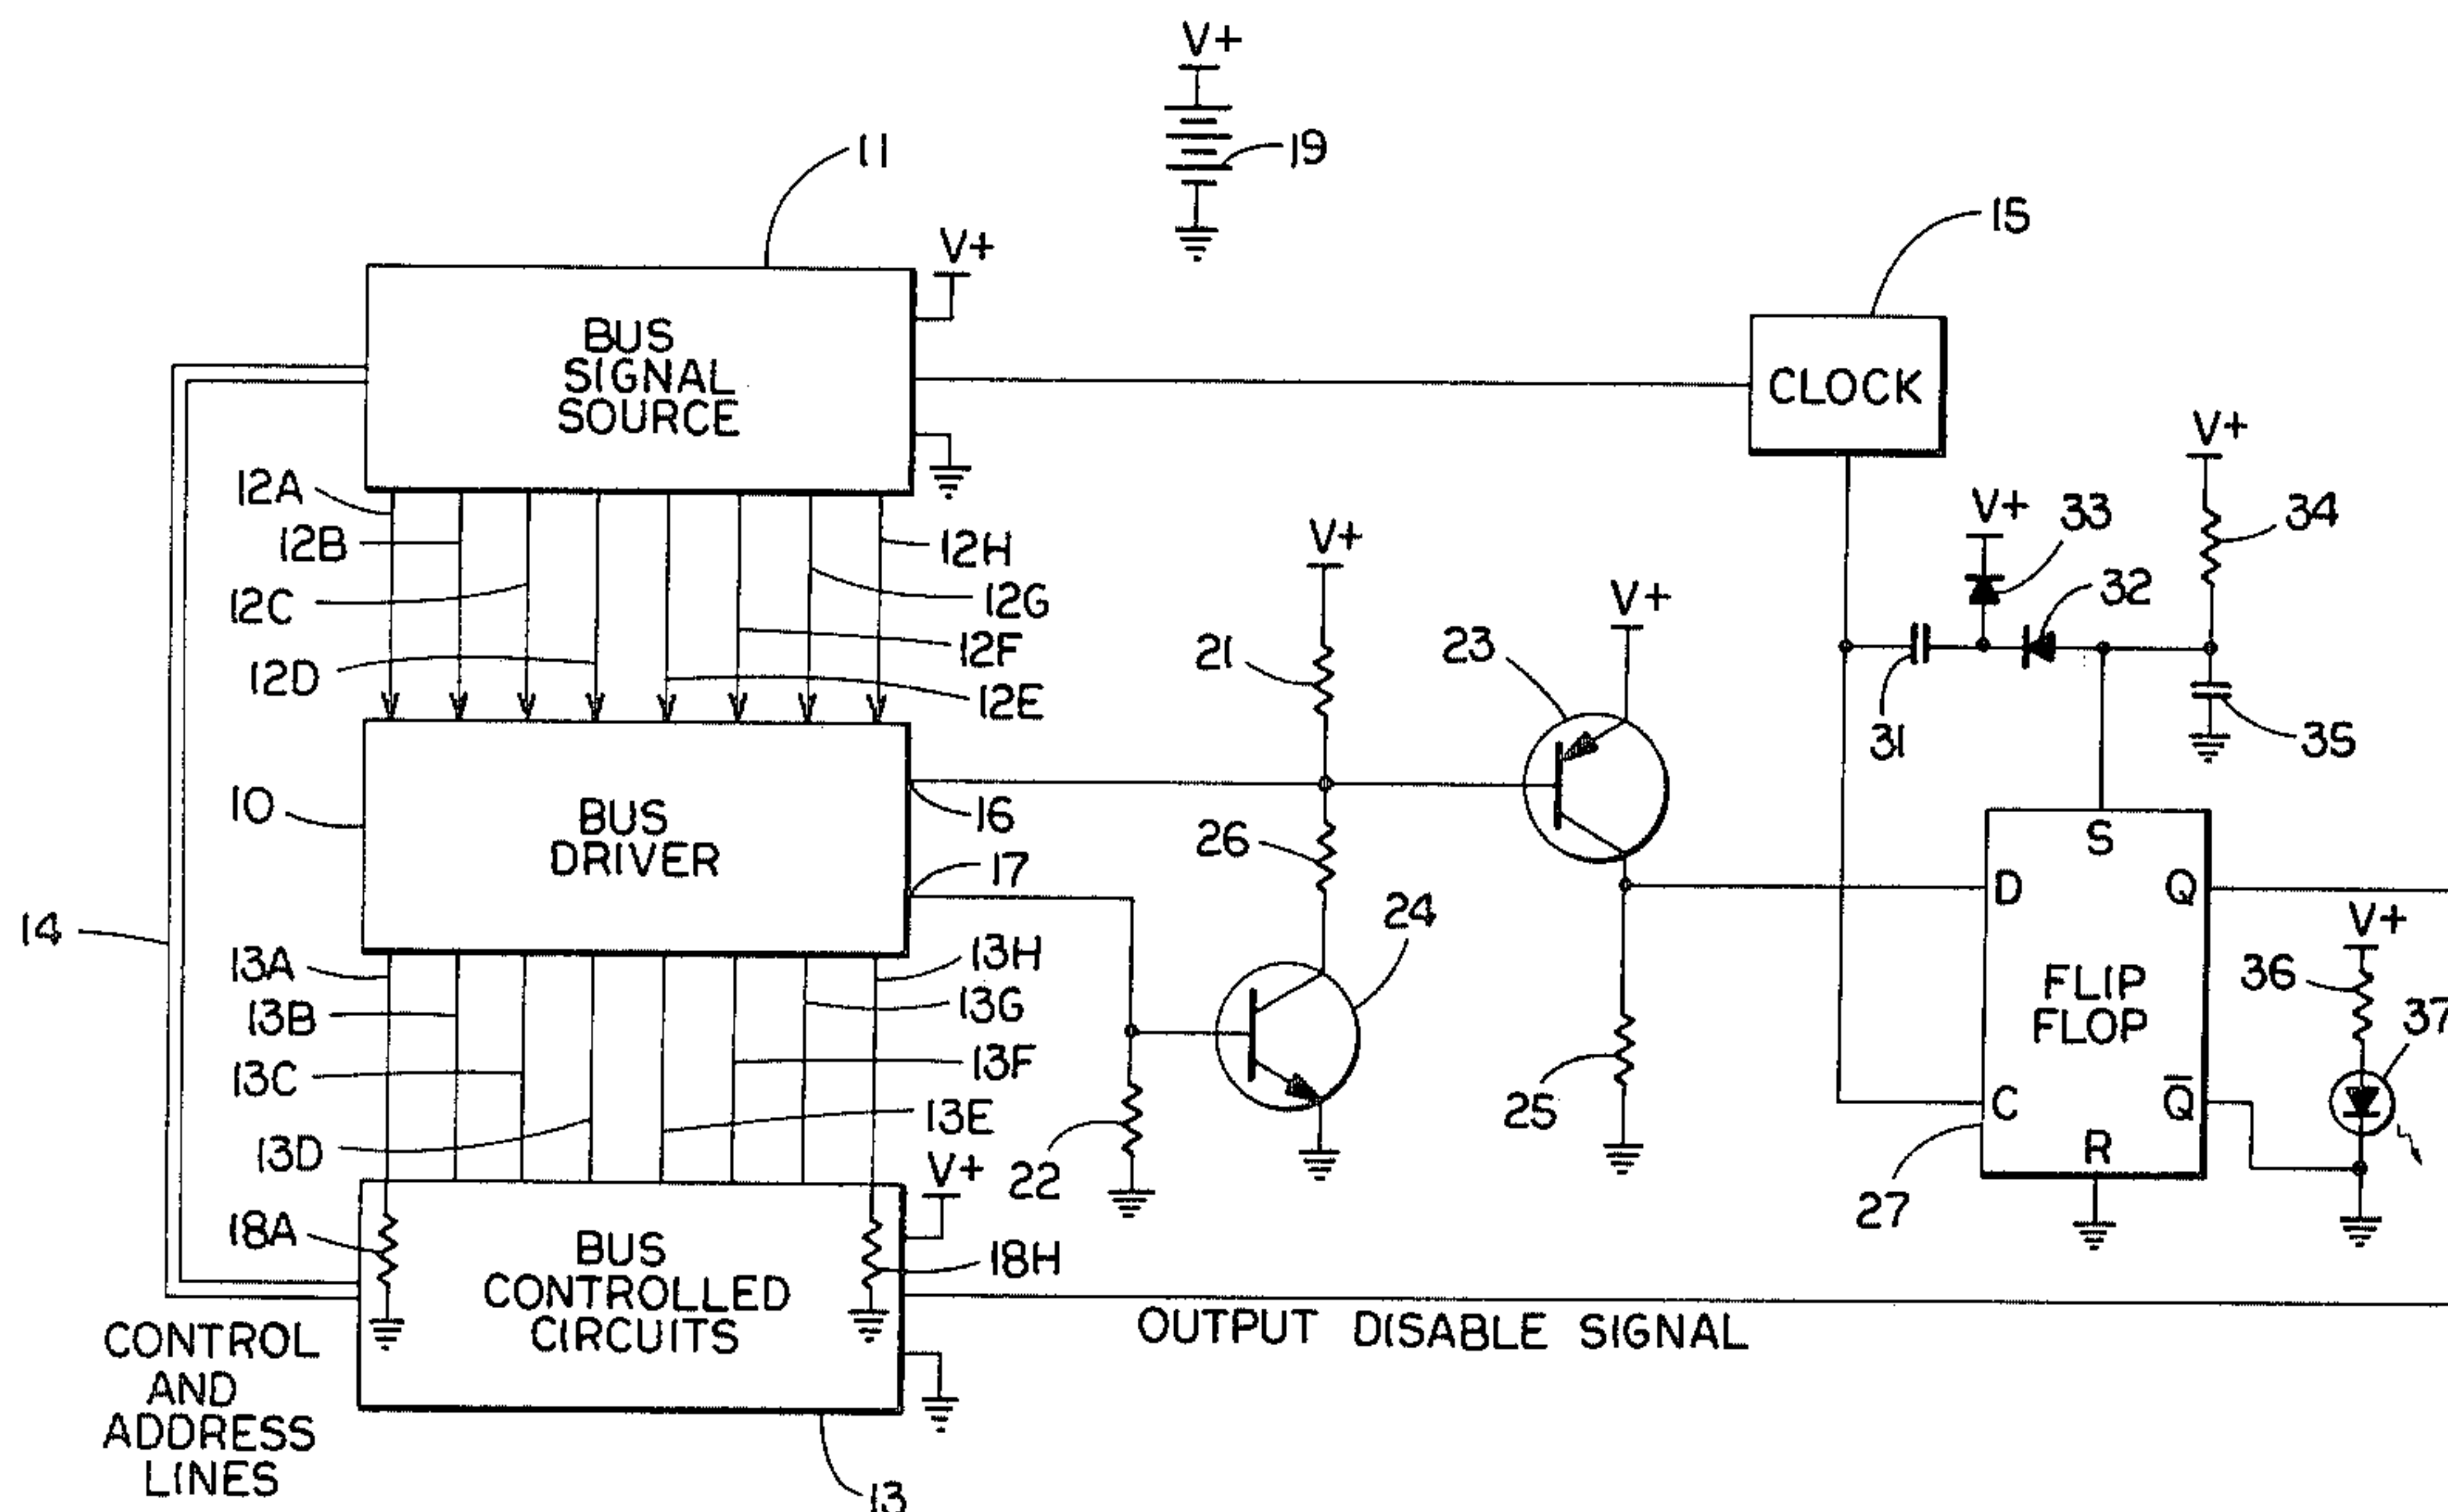 V+
19
11
V+
15
BUS
SIGNAL
SOURCE
CLOCK
V+
12A
12B
12C
12D
12H
12G
12F
12E
V+
21
V+
23
V+
33
32
34
31
35
10
BUS
DRIVER
16
17
26
24
14
13A
13B
13C
13D
13H
13G
13F
13E
22
25
S
D
Q
FLIP
FLOP
C
Q̅
R
27
V+
36
37
V+
18A
18H
BUS
CONTROLLED
CIRCUITS
OUTPUT DISABLE SIGNAL
CONTROL
AND
ADDRESS
LINES
13